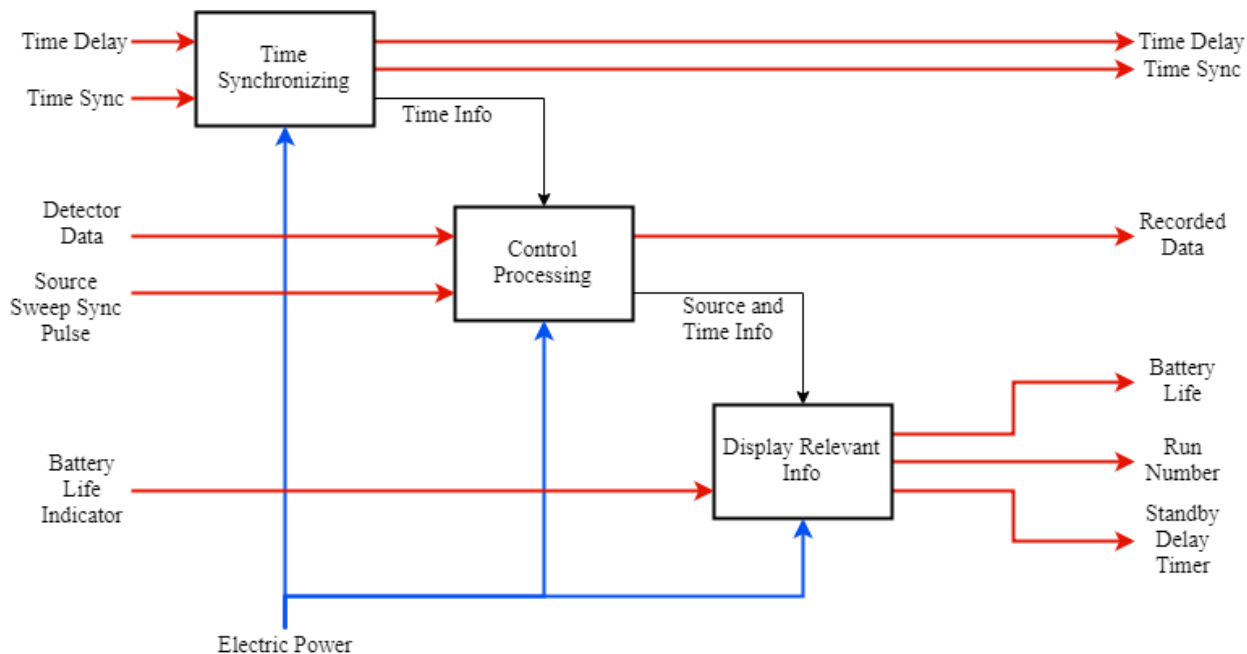 Time Delay
Time Sync
Time
Synchronizing
Time Delay
Time Sync
Time Info
Detector
Data
Source
Sweep Sync
Pulse
Control
Processing
Recorded
Data
Source and
Time Info
Battery
Life
Indicator
Display Relevant
Info
Battery
Life
Run
Number
Standby
Delay
Timer
Electric Power